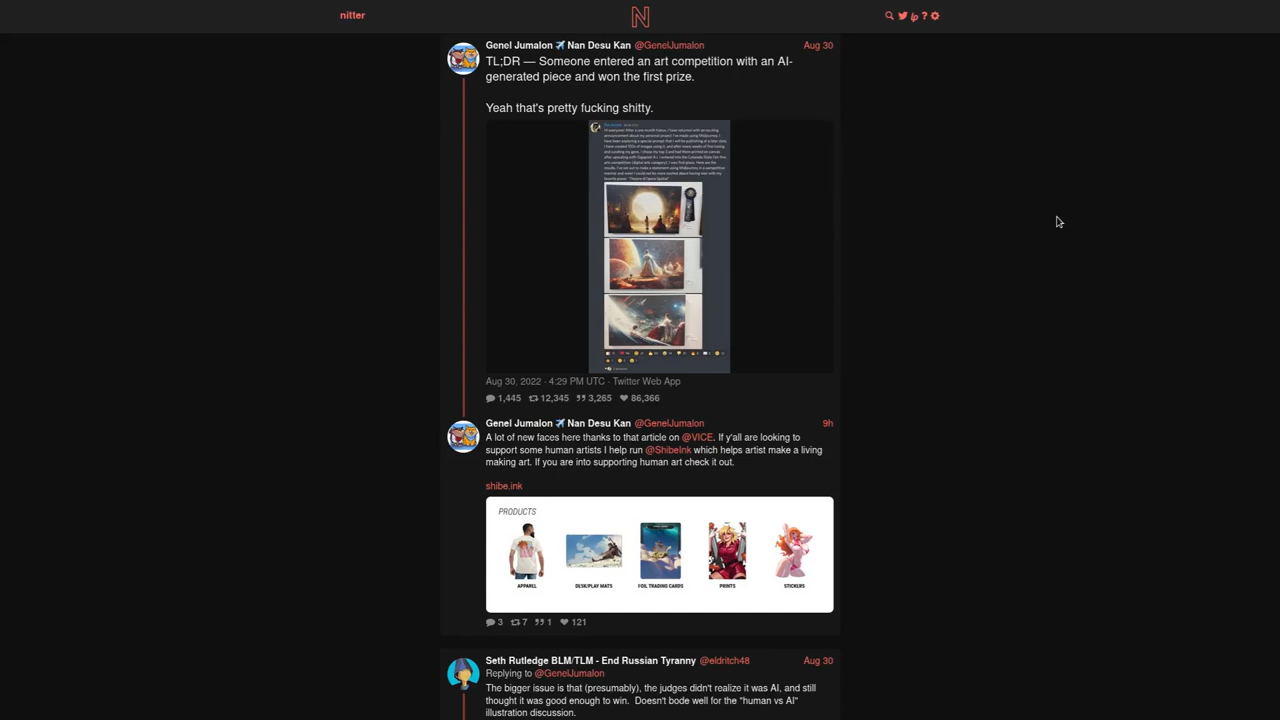 nitter
N
Genel Jumalon ✈️ Nan Desu Kan @GenelJumalon Aug 30
TL;DR — Someone entered an art competition with an AI-
generated piece and won the first prize.
Yeah that's pretty fucking shitty.
Aug 30, 2022 · 4:29 PM UTC · Twitter Web App
1,445 12,345 3,265 86,366
Genel Jumalon ✈️ Nan Desu Kan @GenelJumalon 9h
A lot of new faces here thanks to that article on @VICE. If y'all are looking to
support some human artists I help run @ShibeInk which helps artist make a living
making art. If you are into supporting human art check it out.
shibe.ink
PRODUCTS
APPAREL DESK/PLAY MATS FOIL TRADING CARDS PRINTS STICKERS
3 7 1 121
Seth Rutledge BLM/TLM - End Russian Tyranny @eldritch48 Aug 30
Replying to @GenelJumalon
The bigger issue is that (presumably), the judges didn't realize it was AI, and still
thought it was good enough to win. Doesn't bode well for the "human vs AI"
illustration discussion.